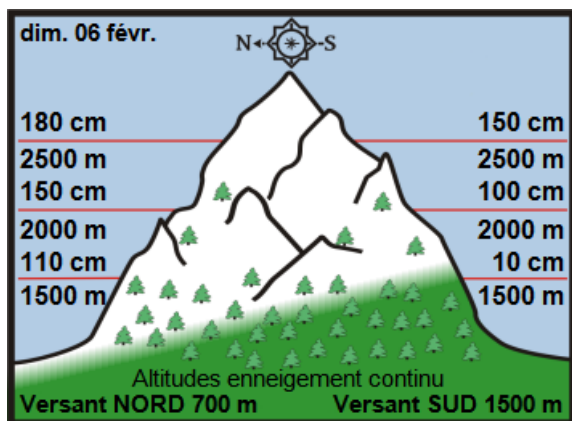 dim. 06 févr.
N S
180 cm 150 cm
2500 m 2500 m
150 cm 100 cm
2000 m 2000 m
110 cm 10 cm
1500 m 1500 m
Altitudes enneigement continu
Versant NORD 700 m Versant SUD 1500 m